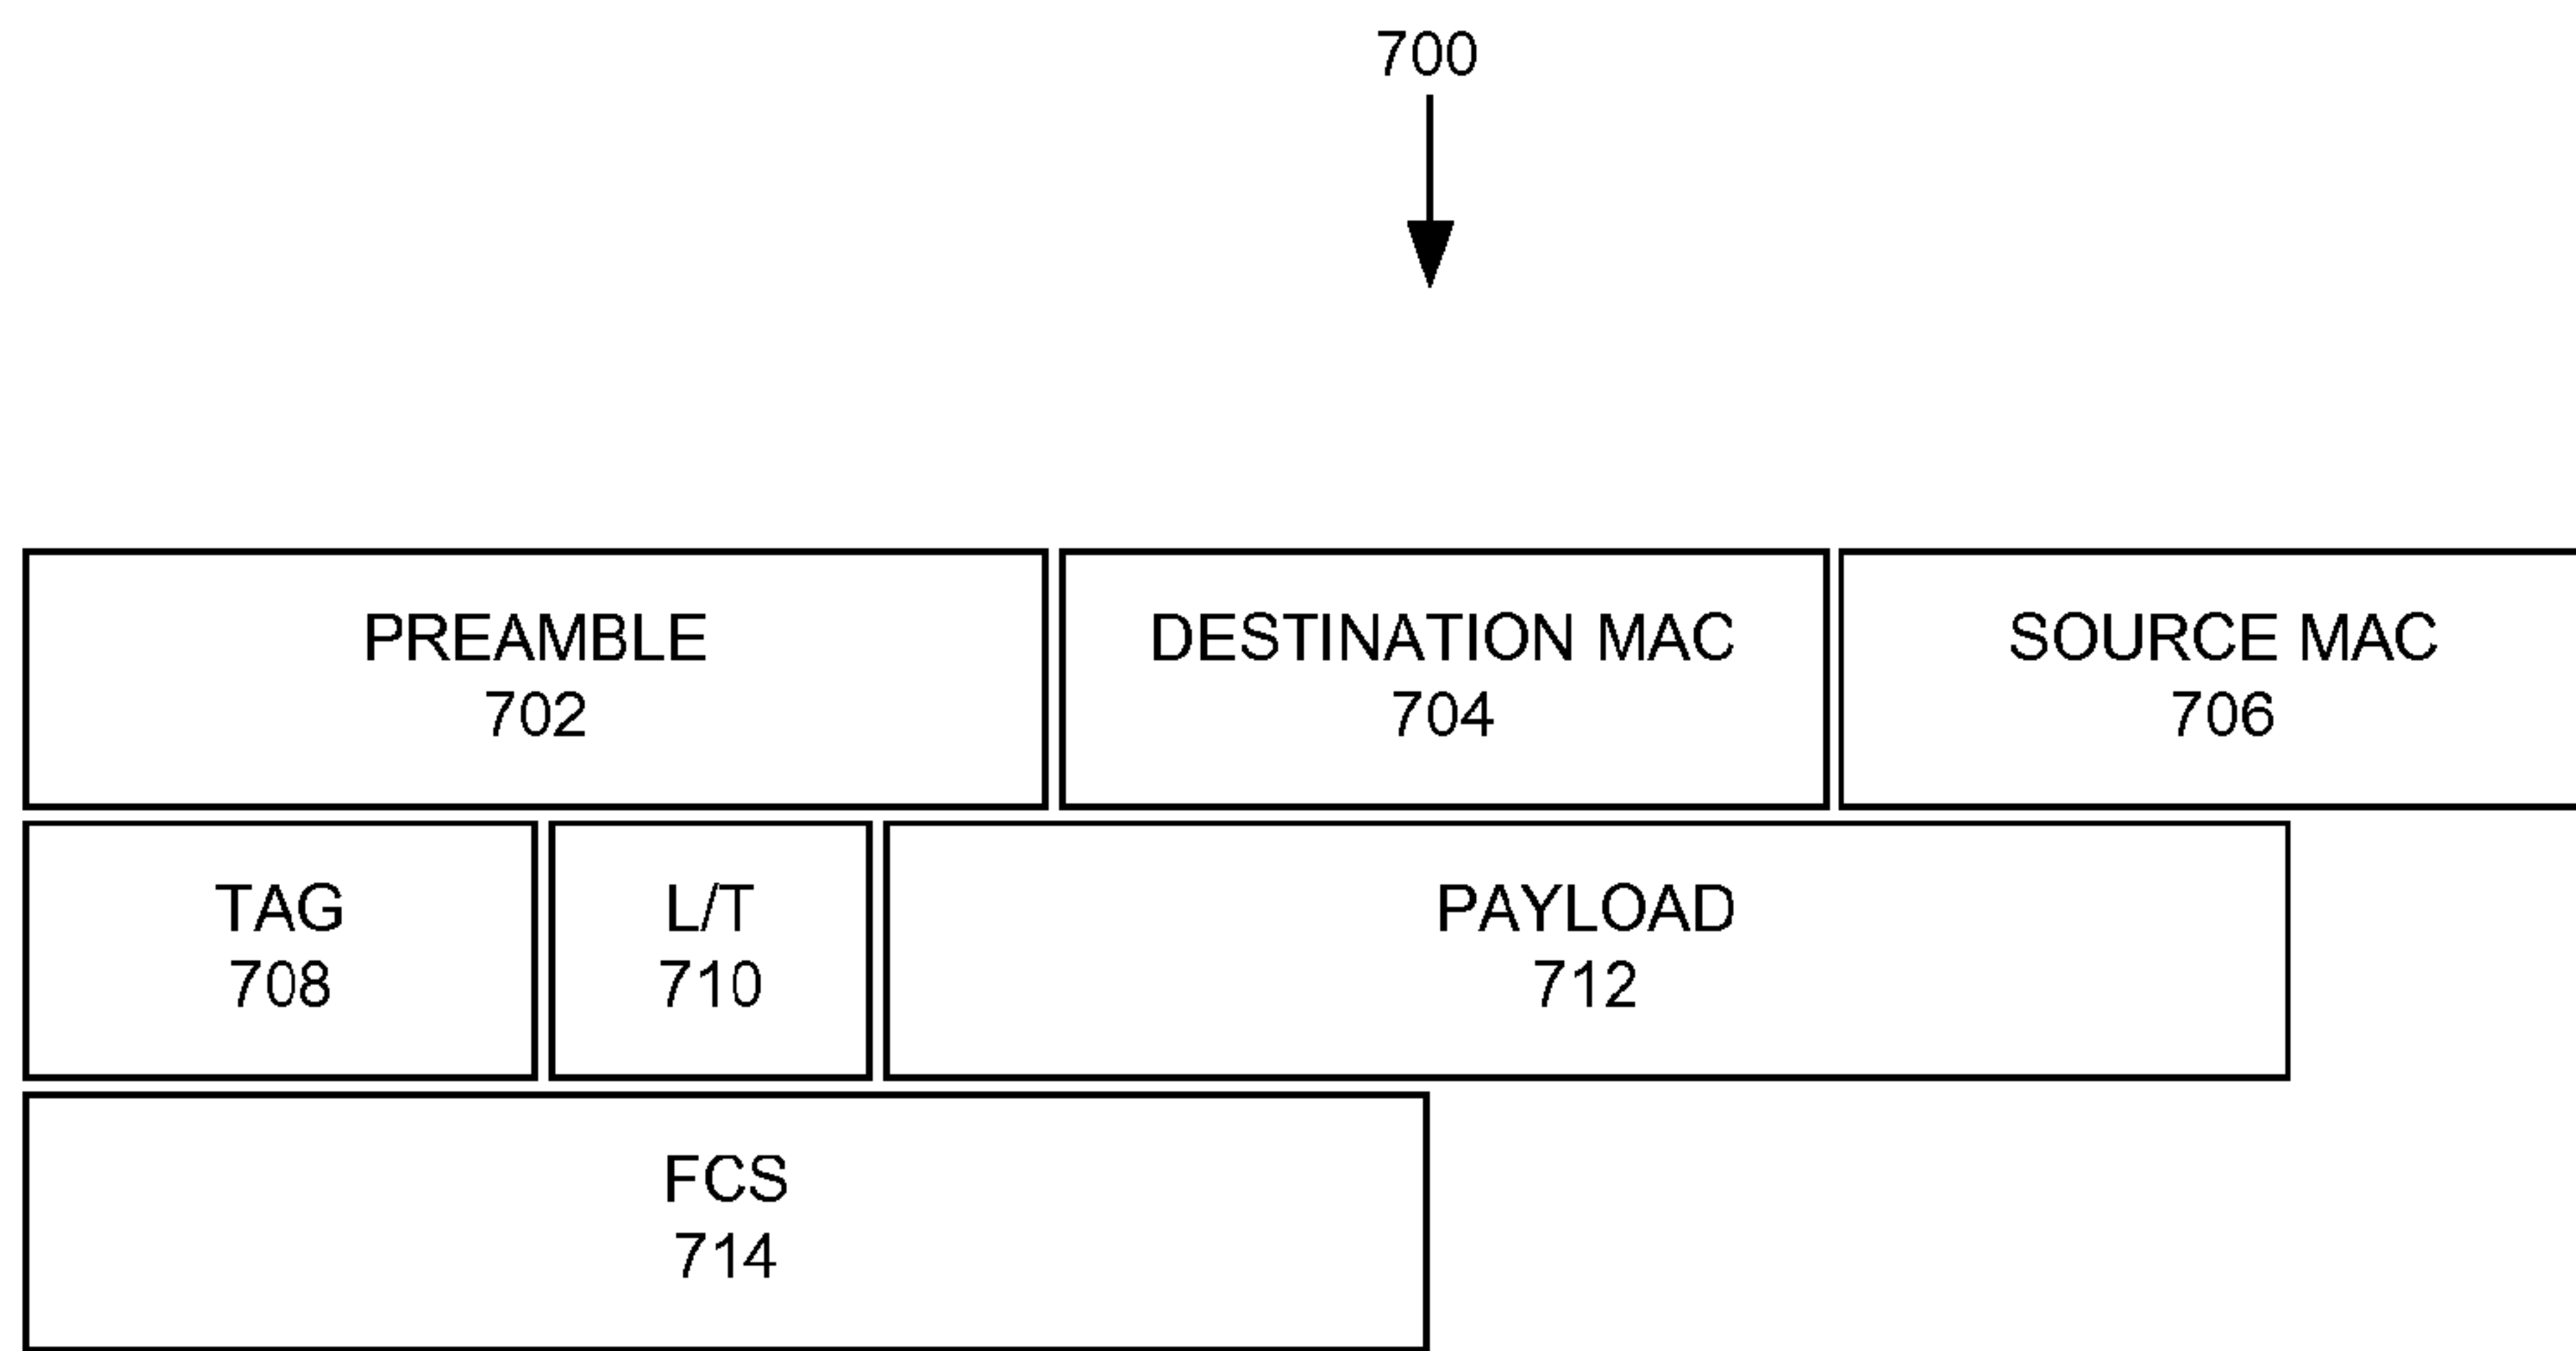 700
PREAMBLE
702
DESTINATION MAC
704
SOURCE MAC
706
TAG
708
L/T
710
PAYLOAD
712
FCS
714